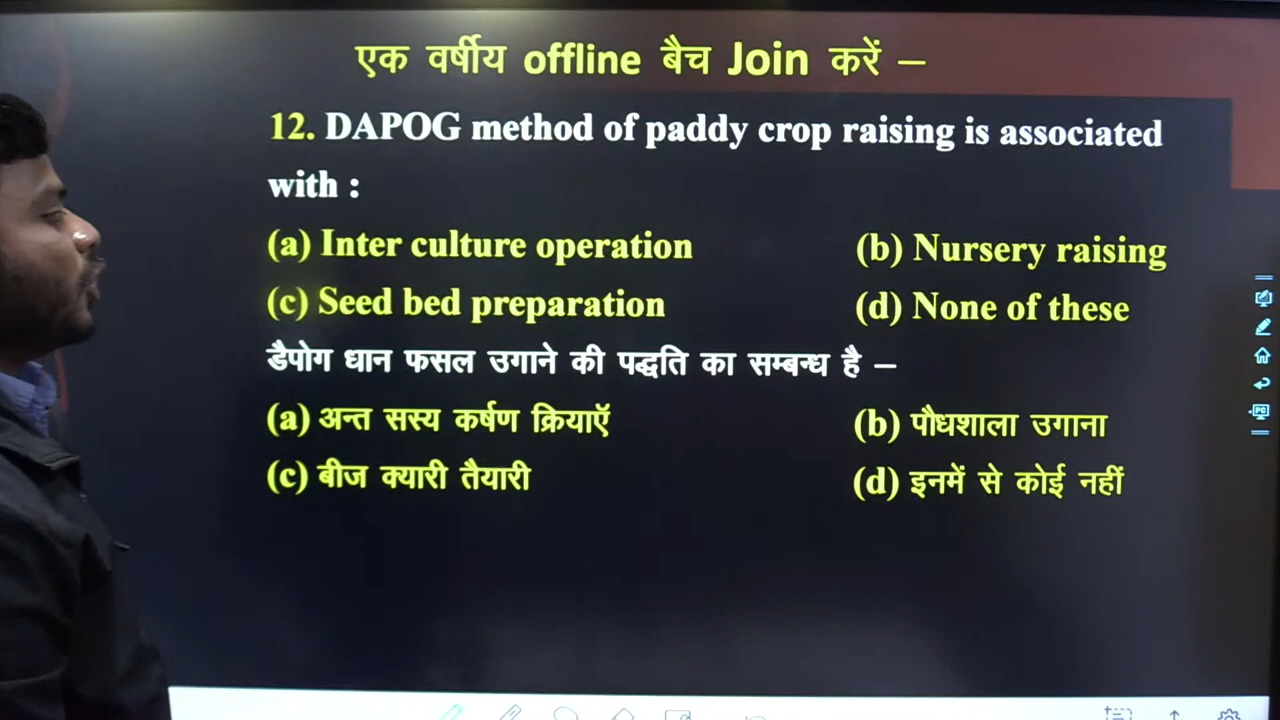 एक वर्षीय offline बैच Join करें –
12. DAPOG method of paddy crop raising is associated
with :
(a) Inter culture operation (b) Nursery raising
(c) Seed bed preparation (d) None of these
डैपोग धान फसल उगाने की पद्धति का सम्बन्ध है –
(a) अन्त सस्य कर्षण क्रियाऍ (b) पौधशाला उगाना
(c) बीज क्यारी तैयारी (d) इनमें से कोई नहीं
PC